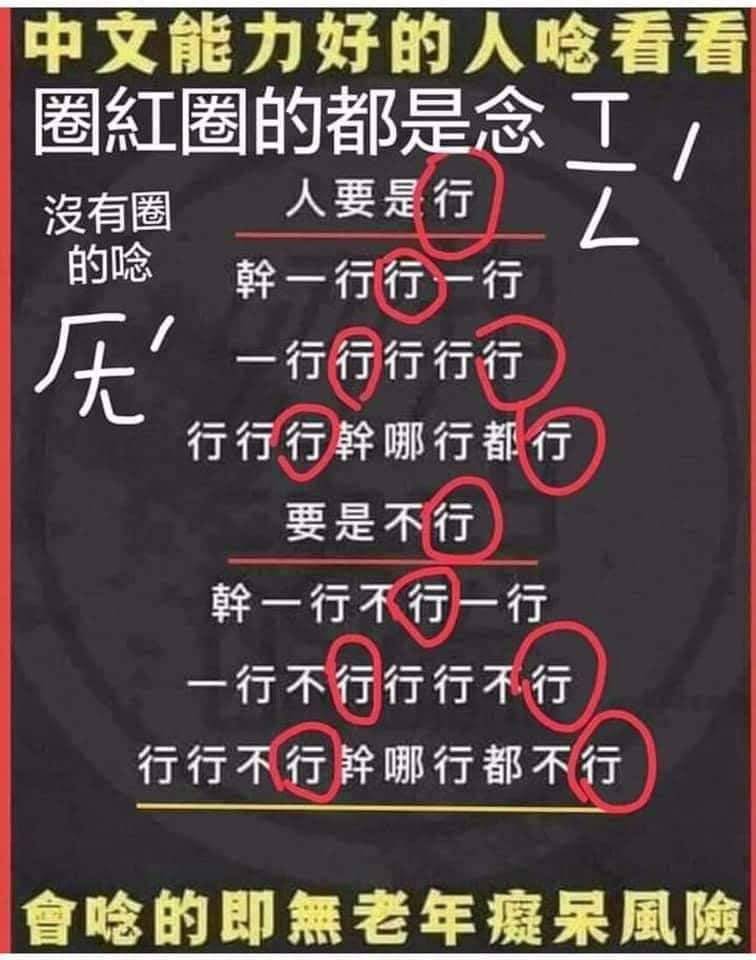 中文能力好的人唸看看
圈紅圈的都是念 ㄒㄧㄥˊ
人要是行
沒有圈
的唸
ㄏㄤˊ
幹一行行一行
一行行行行行
行行行幹哪行都行
要是不行
幹一行不行一行
一行不行行行不行
行行不行幹哪行都不行
會唸的即無老年癡呆風險